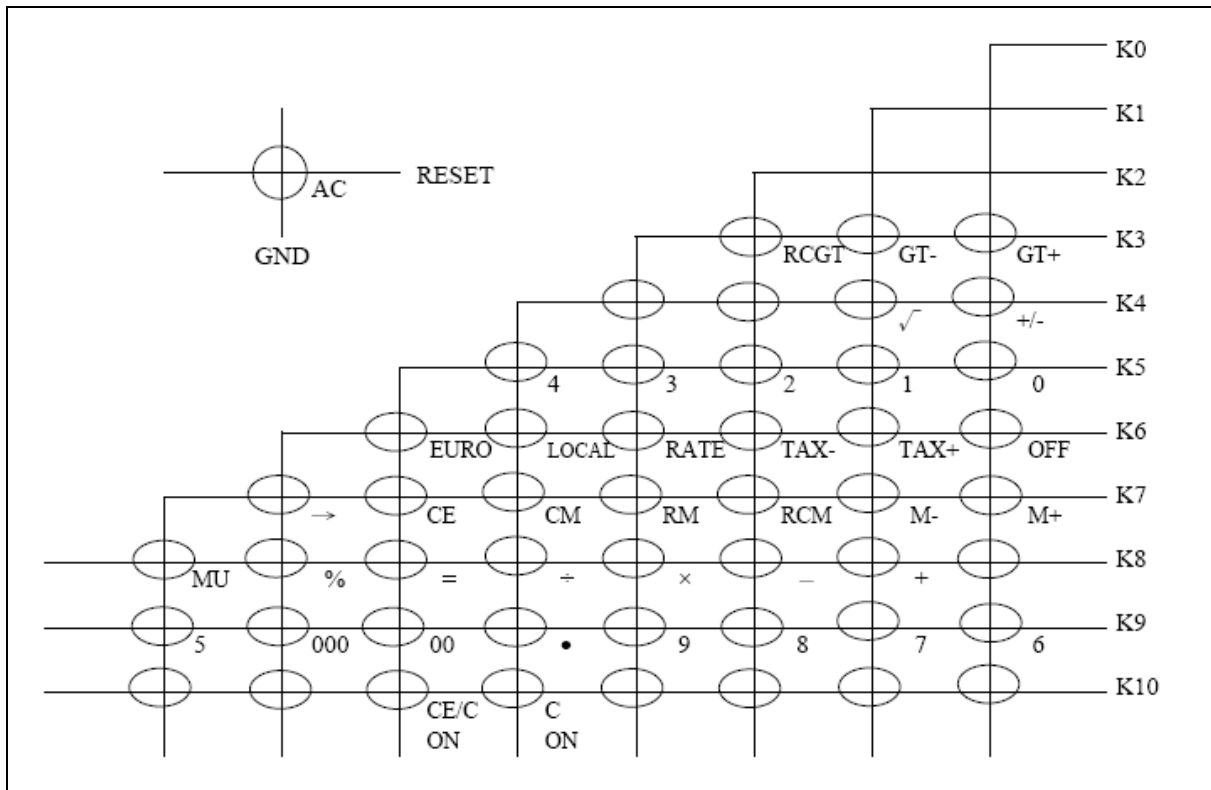 K0
K1
AC RESET K2
GND
RCGT GT- GT+ K3
√ +/- K4
4 3 2 1 0 K5
EURO LOCAL RATE TAX- TAX+ OFF K6
→ CE CM RM RCM M- M+ K7
MU % = ÷ × – + K8
5 000 00 • 9 8 7 6 K9
K10
CE/C C
ON ON